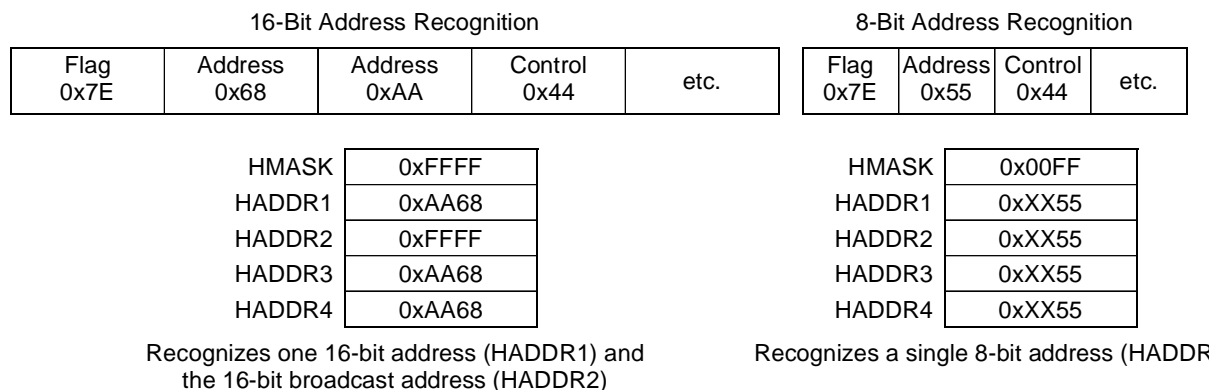 16-Bit Address Recognition
Flag Address Address Control etc.
0x7E 0x68 0xAA 0x44
HMASK 0xFFFF
HADDR1 0xAA68
HADDR2 0xFFFF
HADDR3 0xAA68
HADDR4 0xAA68
Recognizes one 16-bit address (HADDR1) and
the 16-bit broadcast address (HADDR2)
8-Bit Address Recognition
Flag Address Control etc.
0x7E 0x55 0x44
HMASK 0x00FF
HADDR1 0xXX55
HADDR2 0xXX55
HADDR3 0xXX55
HADDR4 0xXX55
Recognizes a single 8-bit address (HADDR